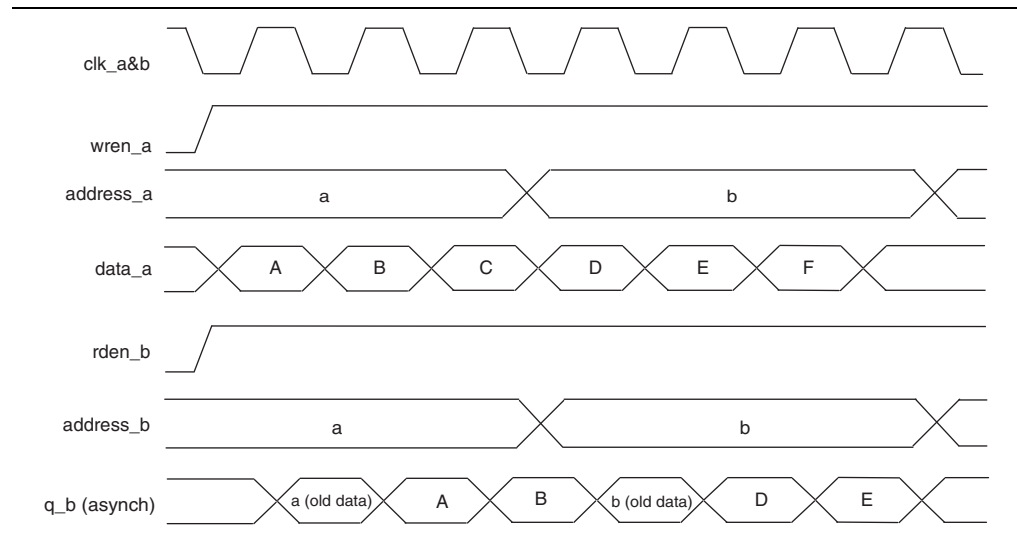 clk_a&b
wren_a
address_a a b
data_a A B C D E F
rden_b
address_b a b
q_b (asynch) a (old data) A B b (old data) D E